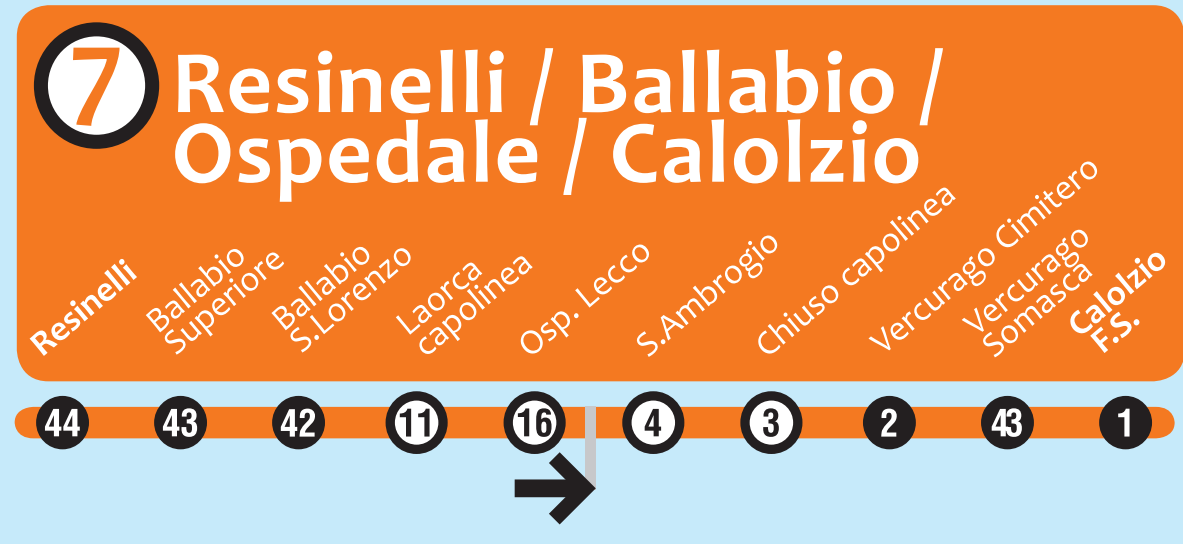 7
Resinelli / Ballabio /
Ospedale / Calolzio
Resinelli
Ballabio
Superiore
Ballabio
S.Lorenzo
Laorca
capolinea
Osp. Lecco
S.Ambrogio
Chiuso capolinea
Vercurago Cimitero
Vercurago
Somasca
Calolzio
F.S.
44 43 42 11 16 4 3 2 43 1